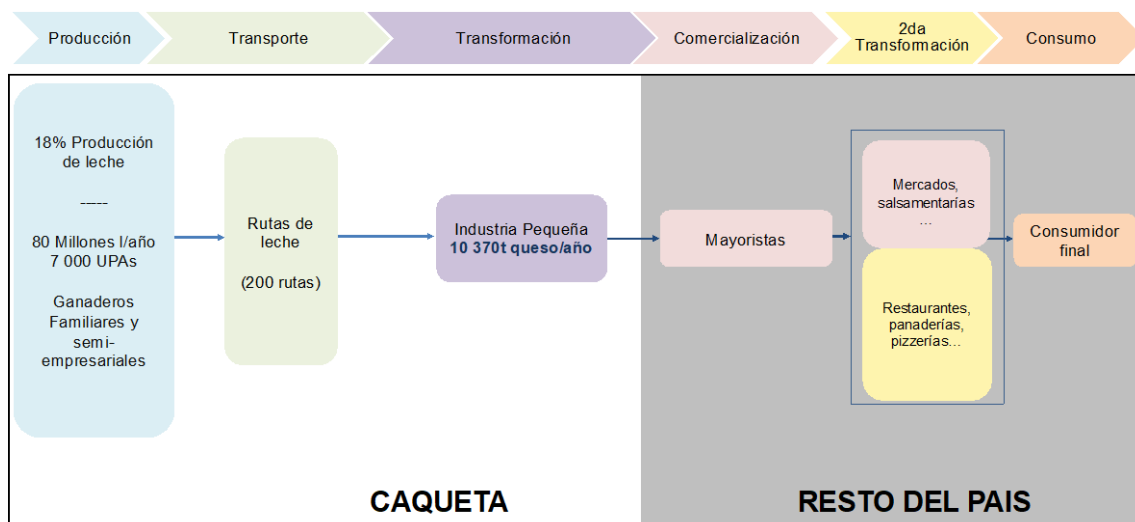 Producción
Transporte
Transformación
Comercialización
2da
Transformación
Consumo
18% Producción
de leche
-----
80 Millones l/año
7 000 UPAs
Ganaderos
Familiares y
semi-
empresariales
Rutas de
leche
(200 rutas)
Industria Pequeña
10 370t queso/año
Mayoristas
Mercados,
salsamentarías
...
Restaurantes,
panaderías,
pizzerías...
Consumidor
final
CAQUETA
RESTO DEL PAIS